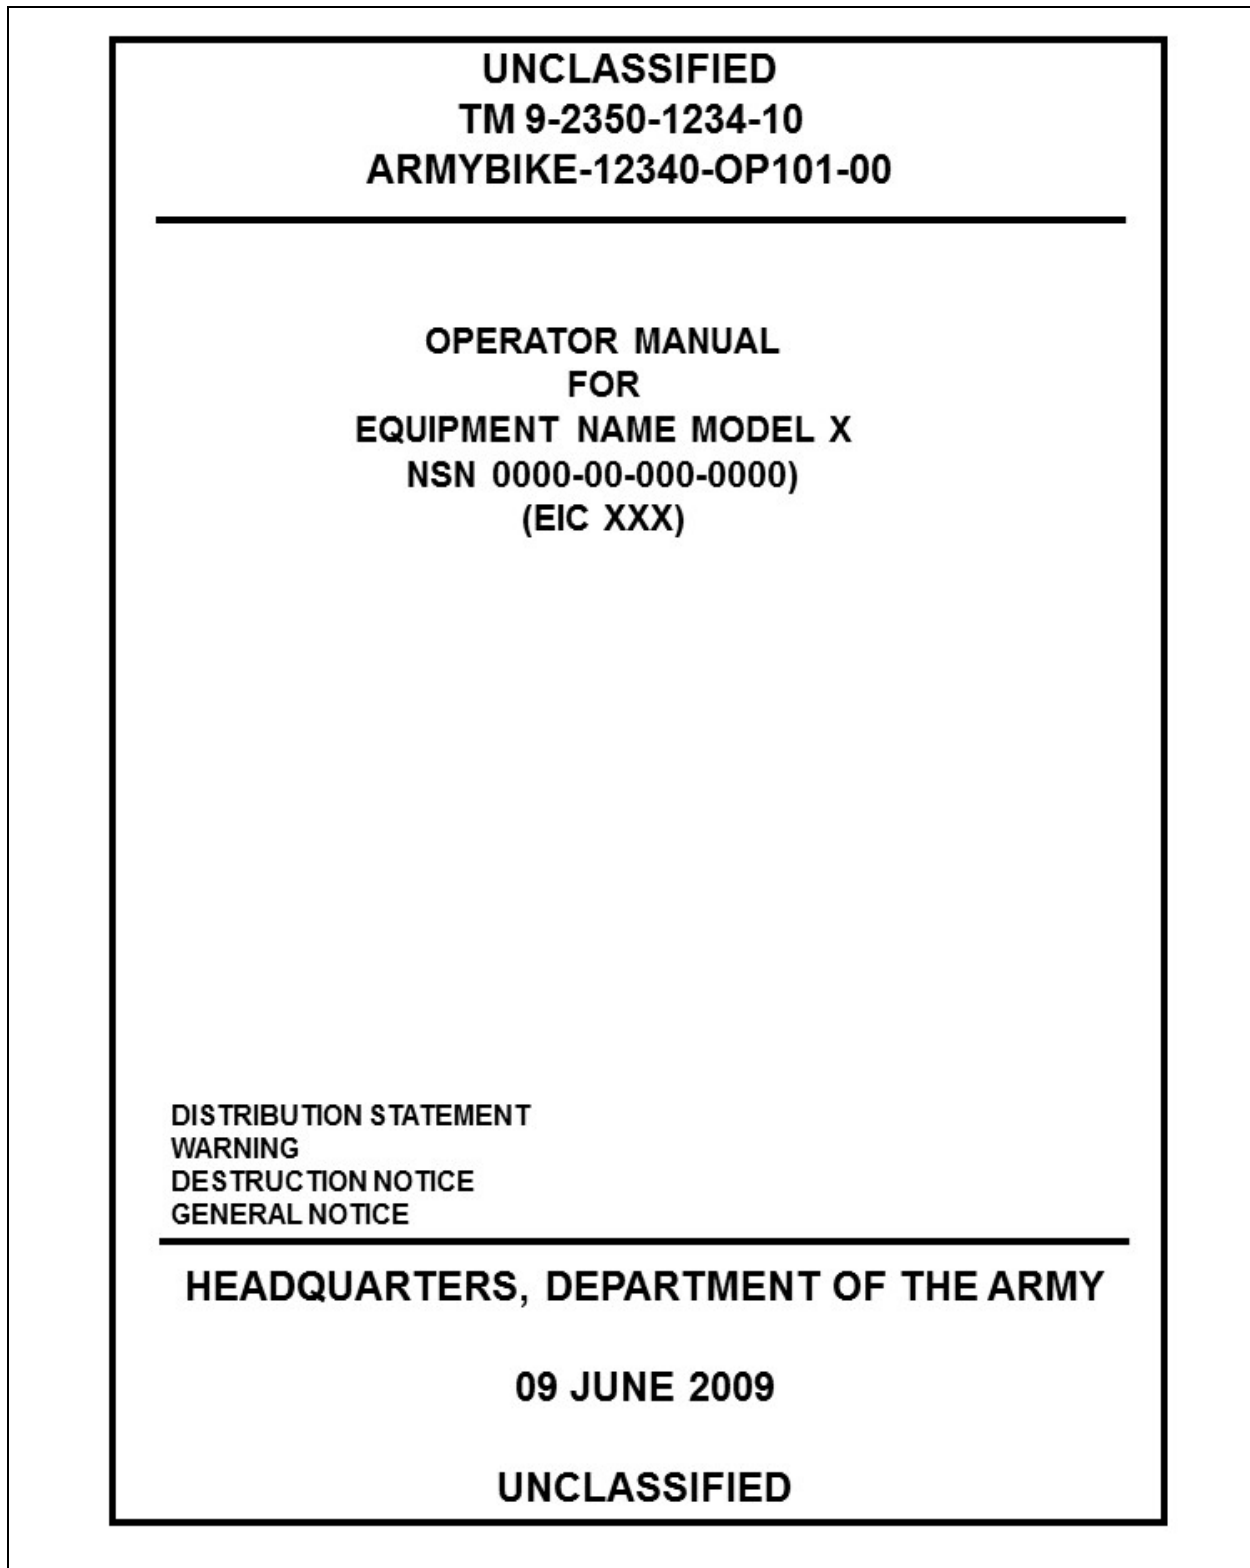 UNCLASSIFIED
TM 9-2350-1234-10
ARMYBIKE-12340-OP101-00
OPERATOR MANUAL
FOR
EQUIPMENT NAME MODEL X
NSN 0000-00-000-0000)
(EIC XXX)
DISTRIBUTION STATEMENT
WARNING
DESTRUCTION NOTICE
GENERAL NOTICE
HEADQUARTERS, DEPARTMENT OF THE ARMY
09 JUNE 2009
UNCLASSIFIED